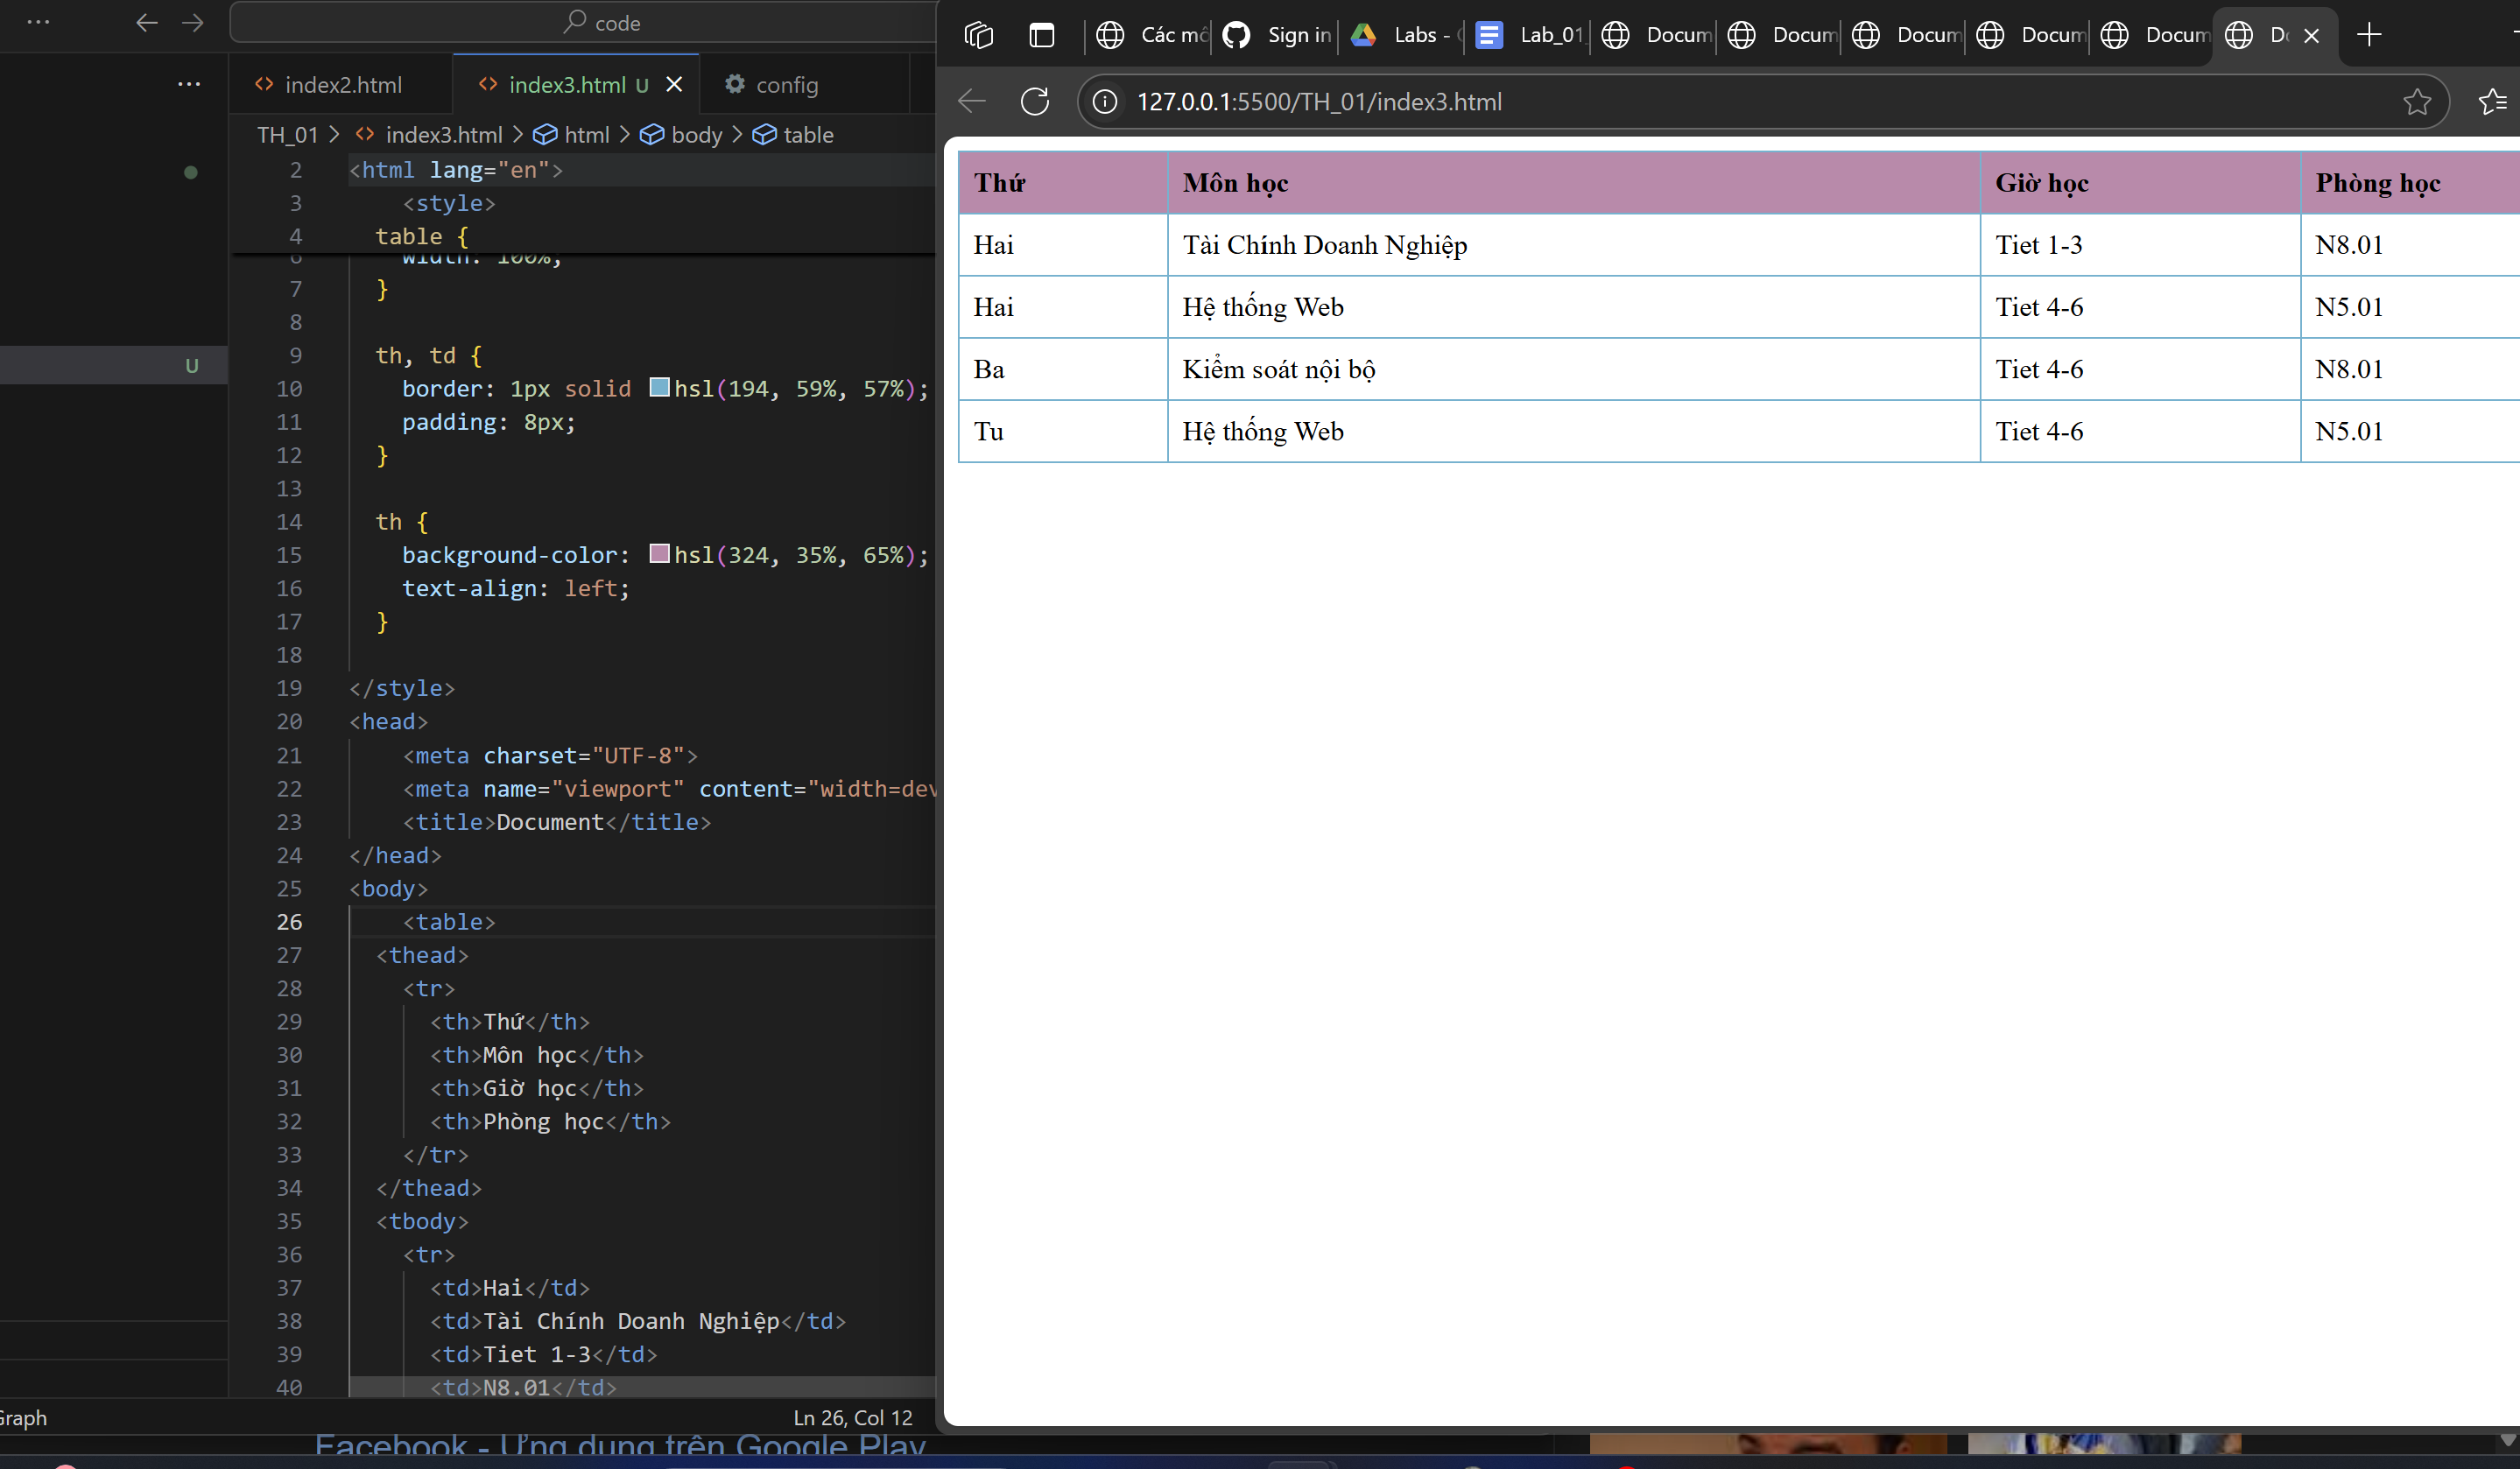 code
index2.html
index3.html U
config
TH_01 > index3.html > html > body > table
2 <html lang="en">
3 <style>
4 table {
7 }
8
9 th, td {
10 border: 1px solid hsl(194, 59%, 57%);
11 padding: 8px;
12 }
13
14 th {
15 background-color: hsl(324, 35%, 65%);
16 text-align: left;
17 }
18
19 </style>
20 <head>
21 <meta charset="UTF-8">
22 <meta name="viewport" content="width=dev
23 <title>Document</title>
24 </head>
25 <body>
26 <table>
27 <thead>
28 <tr>
29 <th>Thứ</th>
30 <th>Môn học</th>
31 <th>Giờ học</th>
32 <th>Phòng học</th>
33 </tr>
34 </thead>
35 <tbody>
36 <tr>
37 <td>Hai</td>
38 <td>Tài Chính Doanh Nghiệp</td>
39 <td>Tiet 1-3</td>
40 <td>N8.01</td>
U
Graph
Ln 26, Col 12
Các mô
Sign in
Labs -
Lab_01
Docum
Docum
Docum
Docum
Docum
Do
127.0.0.1:5500/TH_01/index3.html
Thứ Môn học Giờ học Phòng học
Hai Tài Chính Doanh Nghiệp Tiet 1-3 N8.01
Hai Hệ thống Web Tiet 4-6 N5.01
Ba Kiểm soát nội bộ Tiet 4-6 N8.01
Tu Hệ thống Web Tiet 4-6 N5.01
Facebook - Ứng dụng trên Google Play